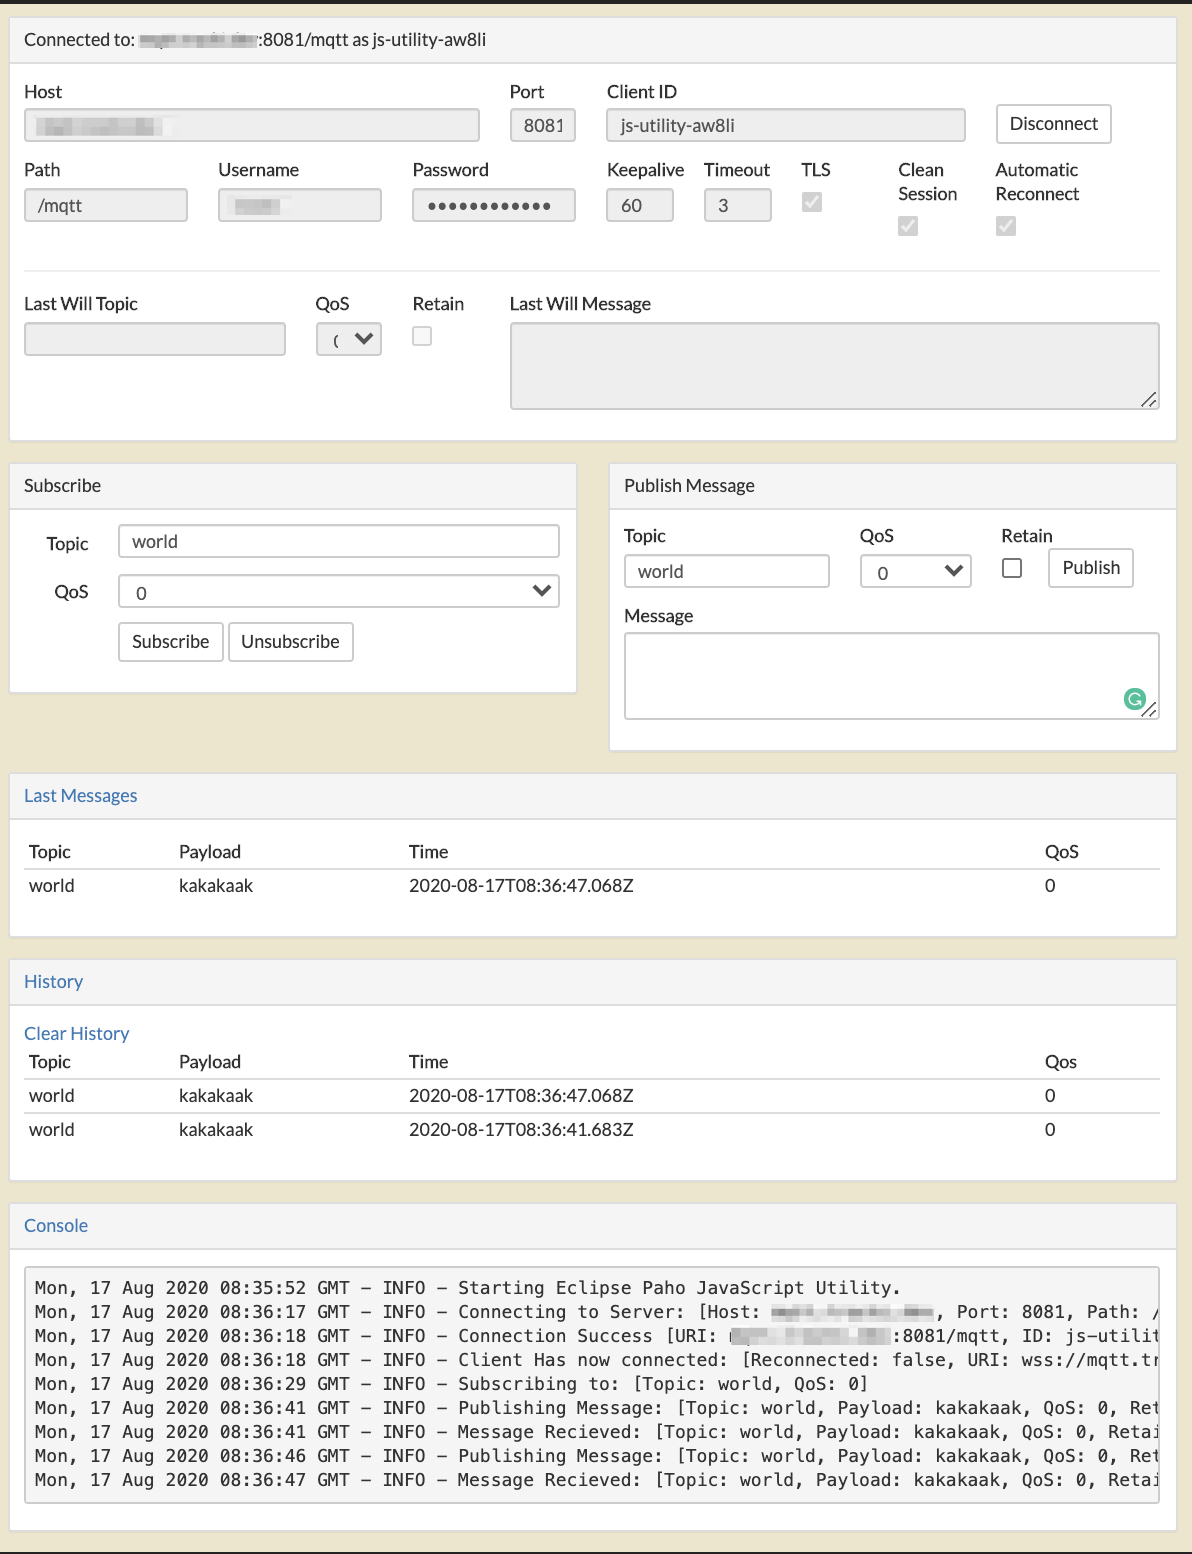 Connected to: :8081/mqtt as js-utility-aw8li
Host Port Client ID
8081 js-utility-aw8li Disconnect
Path Username Password Keepalive Timeout TLS Clean Session Automatic Reconnect
/mqtt •••••••••••• 60 3
Last Will Topic QoS Retain Last Will Message
Subscribe
Topic world
QoS 0
Subscribe Unsubscribe
Publish Message
Topic QoS Retain
world 0 Publish
Message
Last Messages
Topic Payload Time QoS
world kakakaak 2020-08-17T08:36:47.068Z 0
History
Clear History
Topic Payload Time Qos
world kakakaak 2020-08-17T08:36:47.068Z 0
world kakakaak 2020-08-17T08:36:41.683Z 0
Console
Mon, 17 Aug 2020 08:35:52 GMT – INFO – Starting Eclipse Paho JavaScript Utility.
Mon, 17 Aug 2020 08:36:17 GMT – INFO – Connecting to Server: [Host: , Port: 8081, Path: /
Mon, 17 Aug 2020 08:36:18 GMT – INFO – Connection Success [URI: :8081/mqtt, ID: js-utilit
Mon, 17 Aug 2020 08:36:18 GMT – INFO – Client Has now connected: [Reconnected: false, URI: wss://mqtt.tr
Mon, 17 Aug 2020 08:36:29 GMT – INFO – Subscribing to: [Topic: world, QoS: 0]
Mon, 17 Aug 2020 08:36:41 GMT – INFO – Publishing Message: [Topic: world, Payload: kakakaak, QoS: 0, Ret
Mon, 17 Aug 2020 08:36:41 GMT – INFO – Message Recieved: [Topic: world, Payload: kakakaak, QoS: 0, Retai
Mon, 17 Aug 2020 08:36:46 GMT – INFO – Publishing Message: [Topic: world, Payload: kakakaak, QoS: 0, Ret
Mon, 17 Aug 2020 08:36:47 GMT – INFO – Message Recieved: [Topic: world, Payload: kakakaak, QoS: 0, Retai